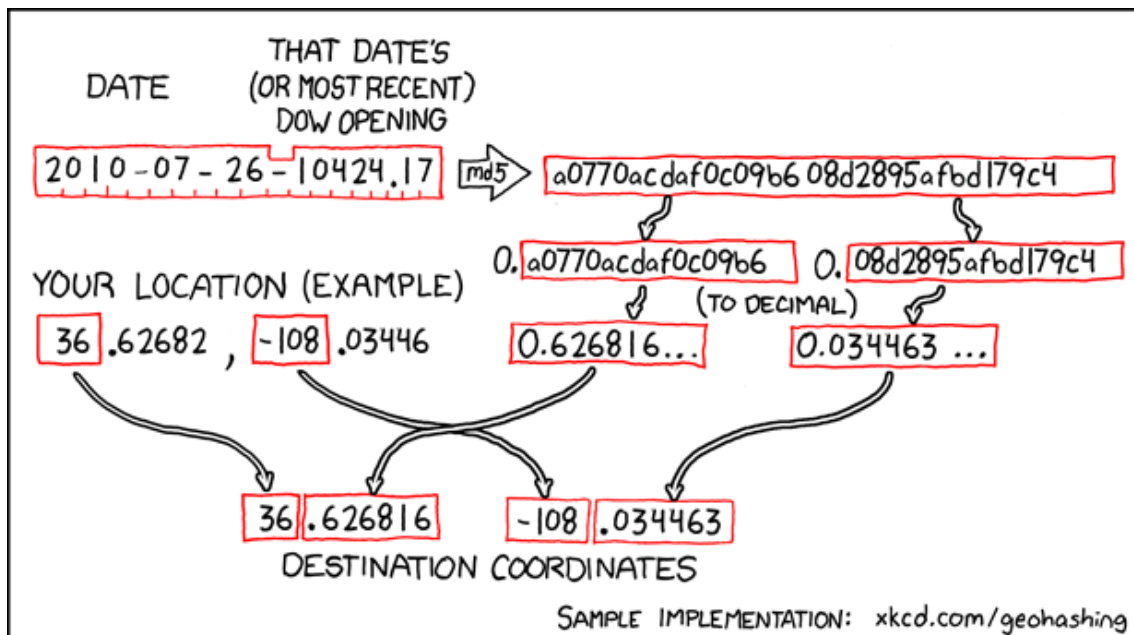 DATE
THAT DATE'S
(OR MOST RECENT)
DOW OPENING
2010-07-26-10424.17
md5
a0770acdaf0c09b608d2895afbd179c4
0.a0770acdaf0c09b6
0.08d2895afbd179c4
(TO DECIMAL)
0.626816...
0.034463...
YOUR LOCATION (EXAMPLE)
36.62682, -108.03446
36.626816 -108.034463
DESTINATION COORDINATES
SAMPLE IMPLEMENTATION: xkcd.com/geohashing